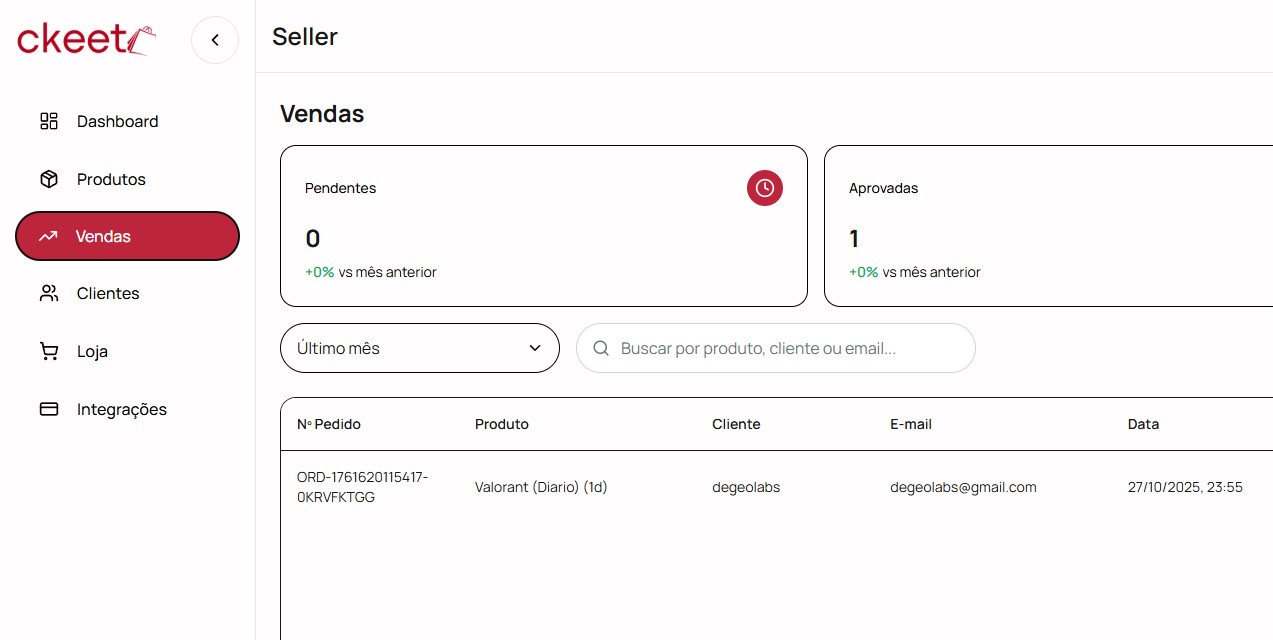 ckeet
Seller
Dashboard
Produtos
Vendas
Clientes
Loja
Integrações
Vendas
Pendentes
0
+0% vs mês anterior
Aprovadas
1
+0% vs mês anterior
Último mês
Buscar por produto, cliente ou email...
Nº Pedido Produto Cliente E-mail Data
ORD-1761620115417-
0KRVFKTGG
Valorant (Diario) (1d) degeolabs degeolabs@gmail.com 27/10/2025, 23:55